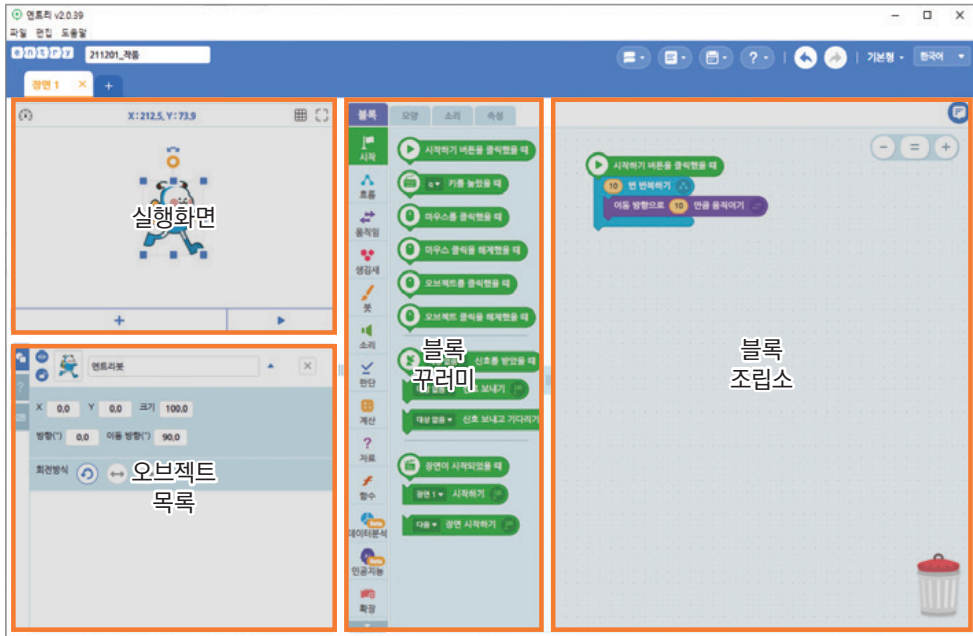 엔트리 v2.0.39
파일 편집 도움말
entry 211201_작품
기본형
한국어
장면 1
X:212.5, Y:73.9
실행화면
엔트리봇
X 0.0 Y 0.0 크기 100.0
방향(°) 0.0 이동 방향(°) 90.0
회전방식
오브젝트
목록
블록 모양 소리 속성
시작
흐름
움직임
생김새
붓
소리
판단
계산
자료
함수
데이터분석
Beta
인공지능
Beta
확장
시작하기 버튼을 클릭했을 때
q 키를 눌렀을 때
마우스를 클릭했을 때
마우스 클릭을 해제했을 때
오브젝트를 클릭했을 때
오브젝트 클릭을 해제했을 때
신호를 받았을 때
신호 보내기
대상 없음 신호 보내고 기다리기
장면이 시작되었을 때
장면 1 시작하기
다음 장면 시작하기
블록
꾸러미
시작하기 버튼을 클릭했을 때
10 번 반복하기
이동 방향으로 10 만큼 움직이기
블록
조립소